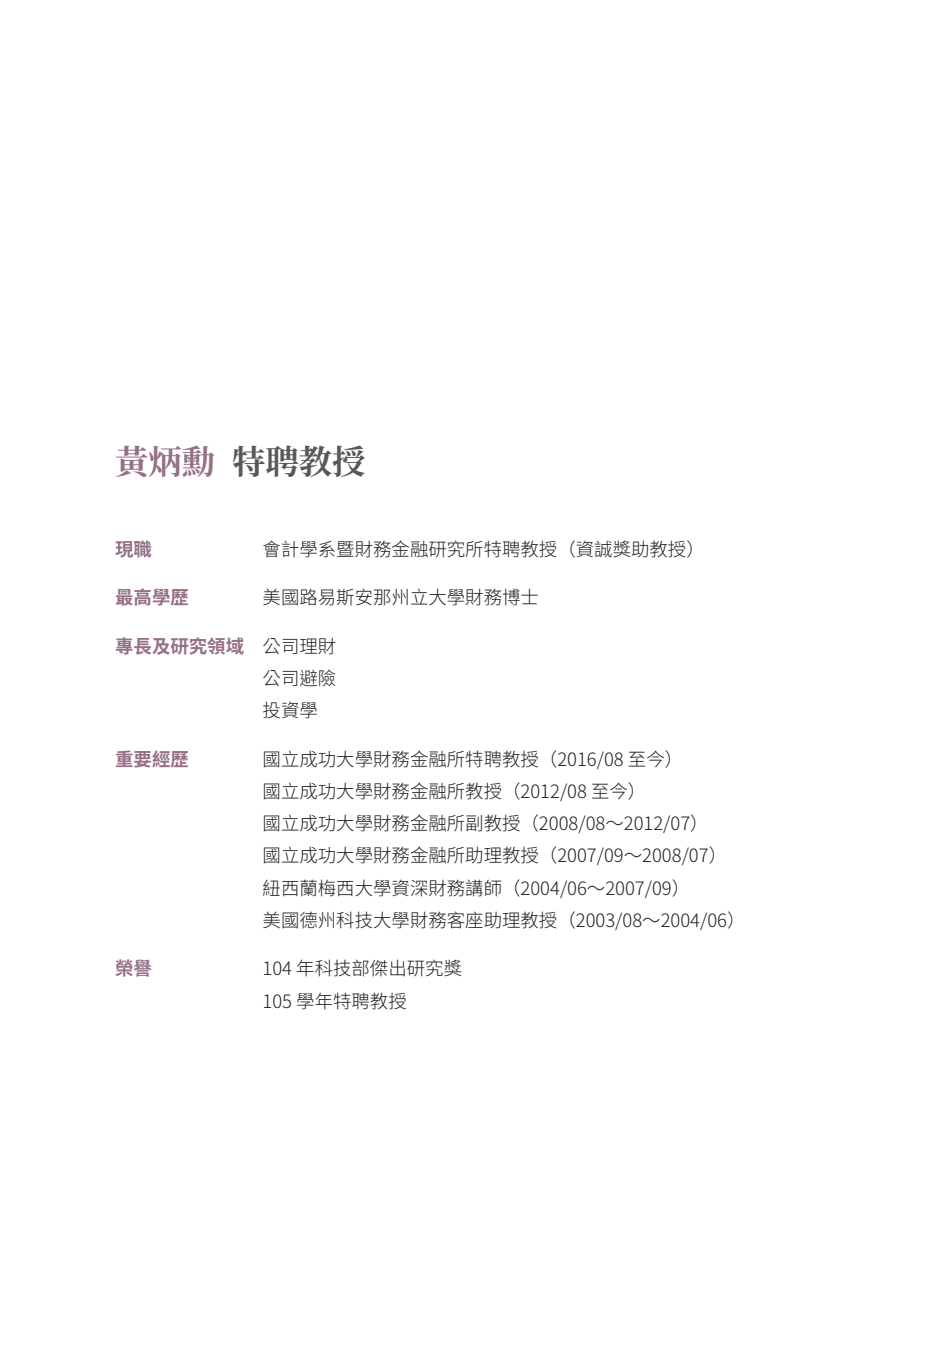 黃炳勳 特聘教授
現職 會計學系暨財務金融研究所特聘教授（資誠獎助教授）
最高學歷 美國路易斯安那州立大學財務博士
專長及研究領域 公司理財
公司避險
投資學
重要經歷 國立成功大學財務金融所特聘教授（2016/08 至今）
國立成功大學財務金融所教授（2012/08 至今）
國立成功大學財務金融所副教授（2008/08～2012/07）
國立成功大學財務金融所助理教授（2007/09～2008/07）
紐西蘭梅西大學資深財務講師（2004/06～2007/09）
美國德州科技大學財務客座助理教授（2003/08～2004/06）
榮譽 104 年科技部傑出研究獎
105 學年特聘教授